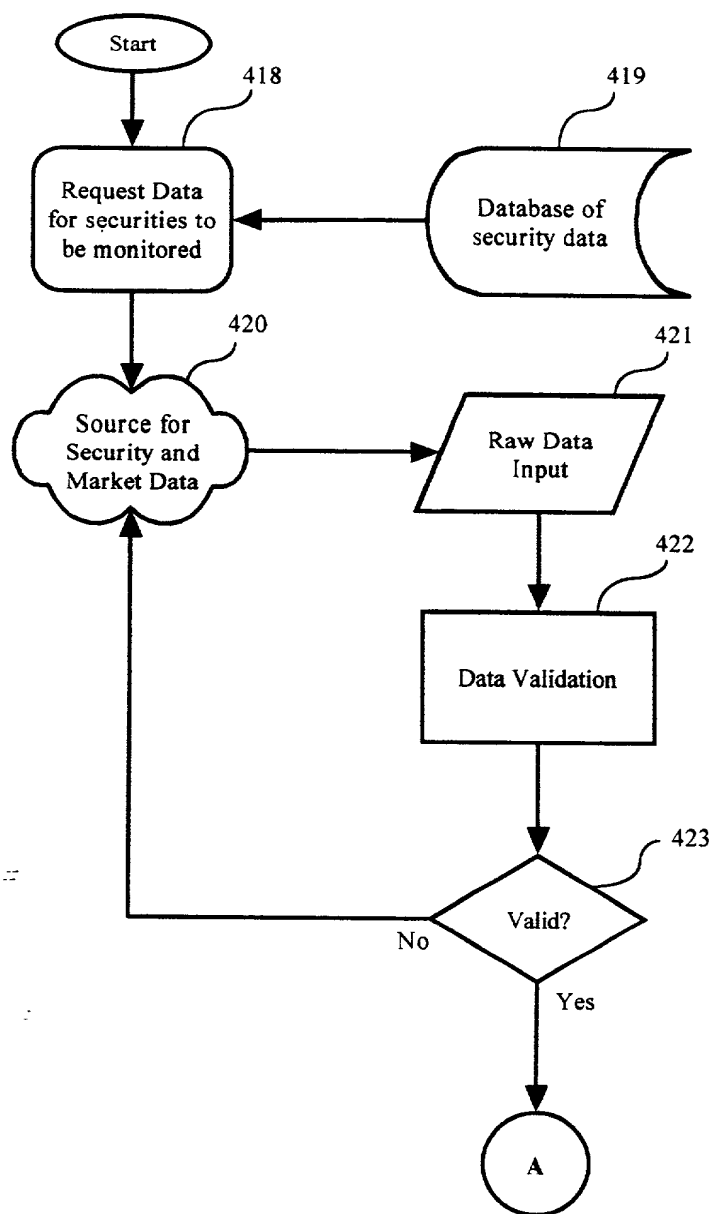 Start
418
419
Request Data
for securities to
be monitored
Database of
security data
420
421
Source for
Security and
Market Data
Raw Data
Input
422
Data Validation
423
Valid?
No
Yes
A